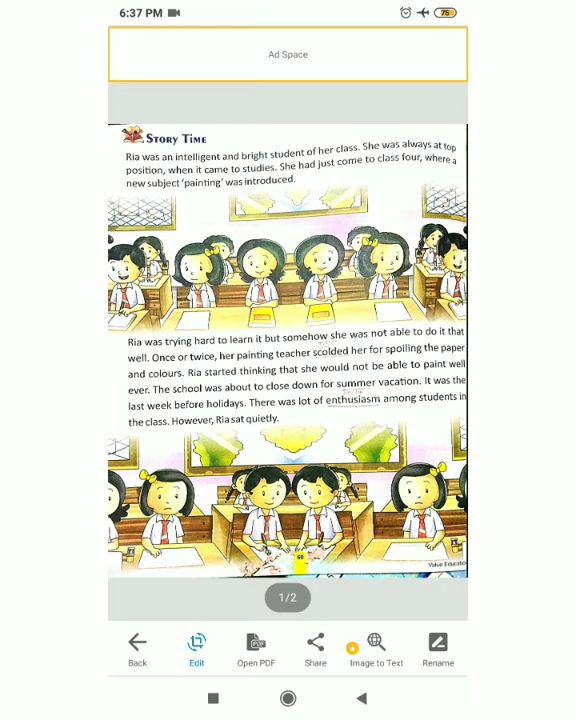 6:37 PM
75
Ad Space
STORY TIME
Ria was an intelligent and bright student of her class. She was always at top
position, when it came to studies. She had just come to class four, where a
new subject 'painting' was introduced.
Ria was trying hard to learn it but somehow she was not able to do it that
well. Once or twice, her painting teacher scolded her for spoiling the paper
and colours. Ria started thinking that she would not be able to paint well
ever. The school was about to close down for summer vacation. It was the
last week before holidays. There was lot of enthusiasm among students in
the class. However, Ria sat quietly.
60
Value Educatio
1/2
PDF
Back Edit Open PDF Share Image to Text Rename